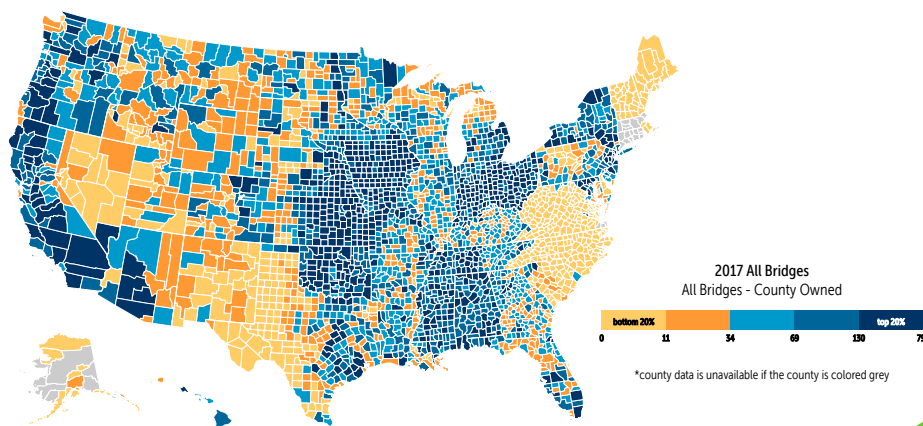 2017 All Bridges
All Bridges - County Owned
bottom 20% top 20%
0 11 34 69 130
*county data is unavailable if the county is colored grey